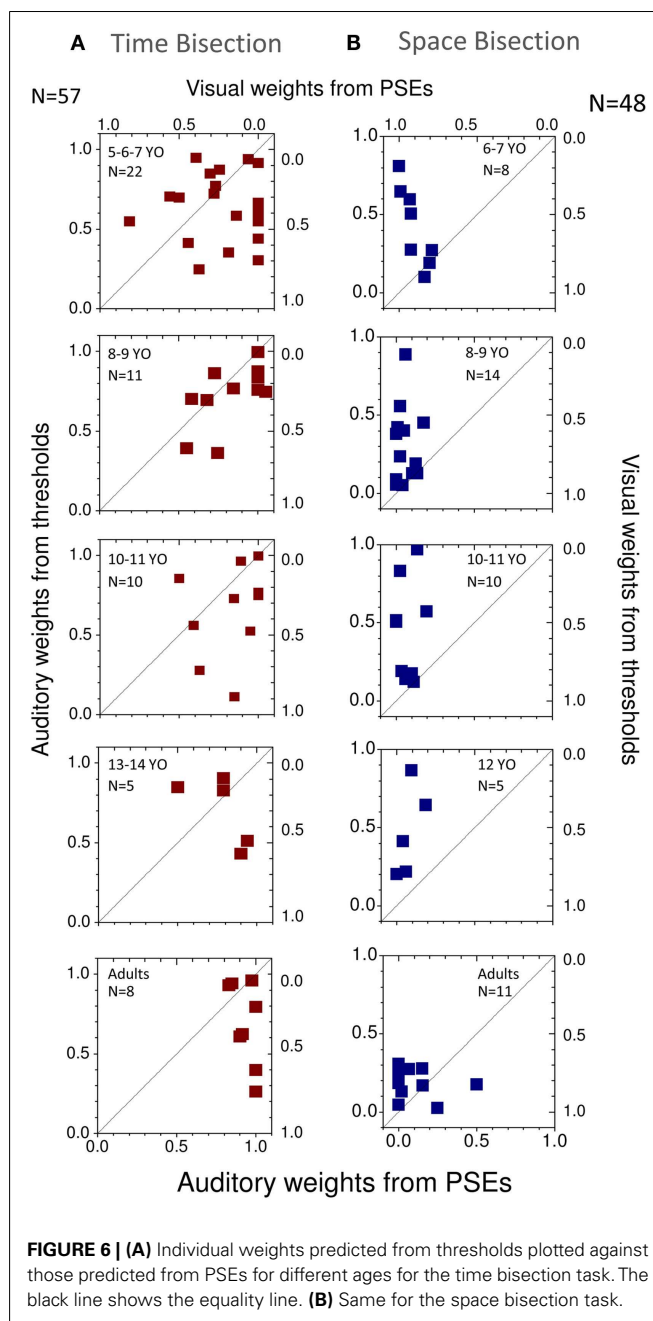 A Time Bisection B Space Bisection
Visual weights from PSEs
N=57 N=48
1.0 0.5 0.0 1.0 0.5 0.0
1.0 5-6-7 YO 0.0 1.0 6-7 YO 0.0
N=22 N=8
0.5 0.5 0.5 0.5
0.0 1.0 0.0 1.0
1.0 8-9 YO 0.0 1.0 8-9 YO 0.0
N=11 N=14
0.5 0.5 0.5 0.5
0.0 1.0 0.0 1.0
1.0 10-11 YO 0.0 1.0 10-11 YO 0.0
N=10 N=10
0.5 0.5 0.5 0.5
0.0 1.0 0.0 1.0
1.0 13-14 YO 0.0 1.0 12 YO 0.0
N=5 N=5
0.5 0.5 0.5 0.5
0.0 1.0 0.0 1.0
1.0 Adults 0.0 1.0 Adults 0.0
N=8 N=11
0.5 0.5 0.5 0.5
0.0 1.0 0.0 1.0
0.0 0.5 1.0 0.0 0.5 1.0
Auditory weights from thresholds
Visual weights from thresholds
Auditory weights from PSEs
FIGURE 6 | (A) Individual weights predicted from thresholds plotted against
those predicted from PSEs for different ages for the time bisection task. The
black line shows the equality line. (B) Same for the space bisection task.